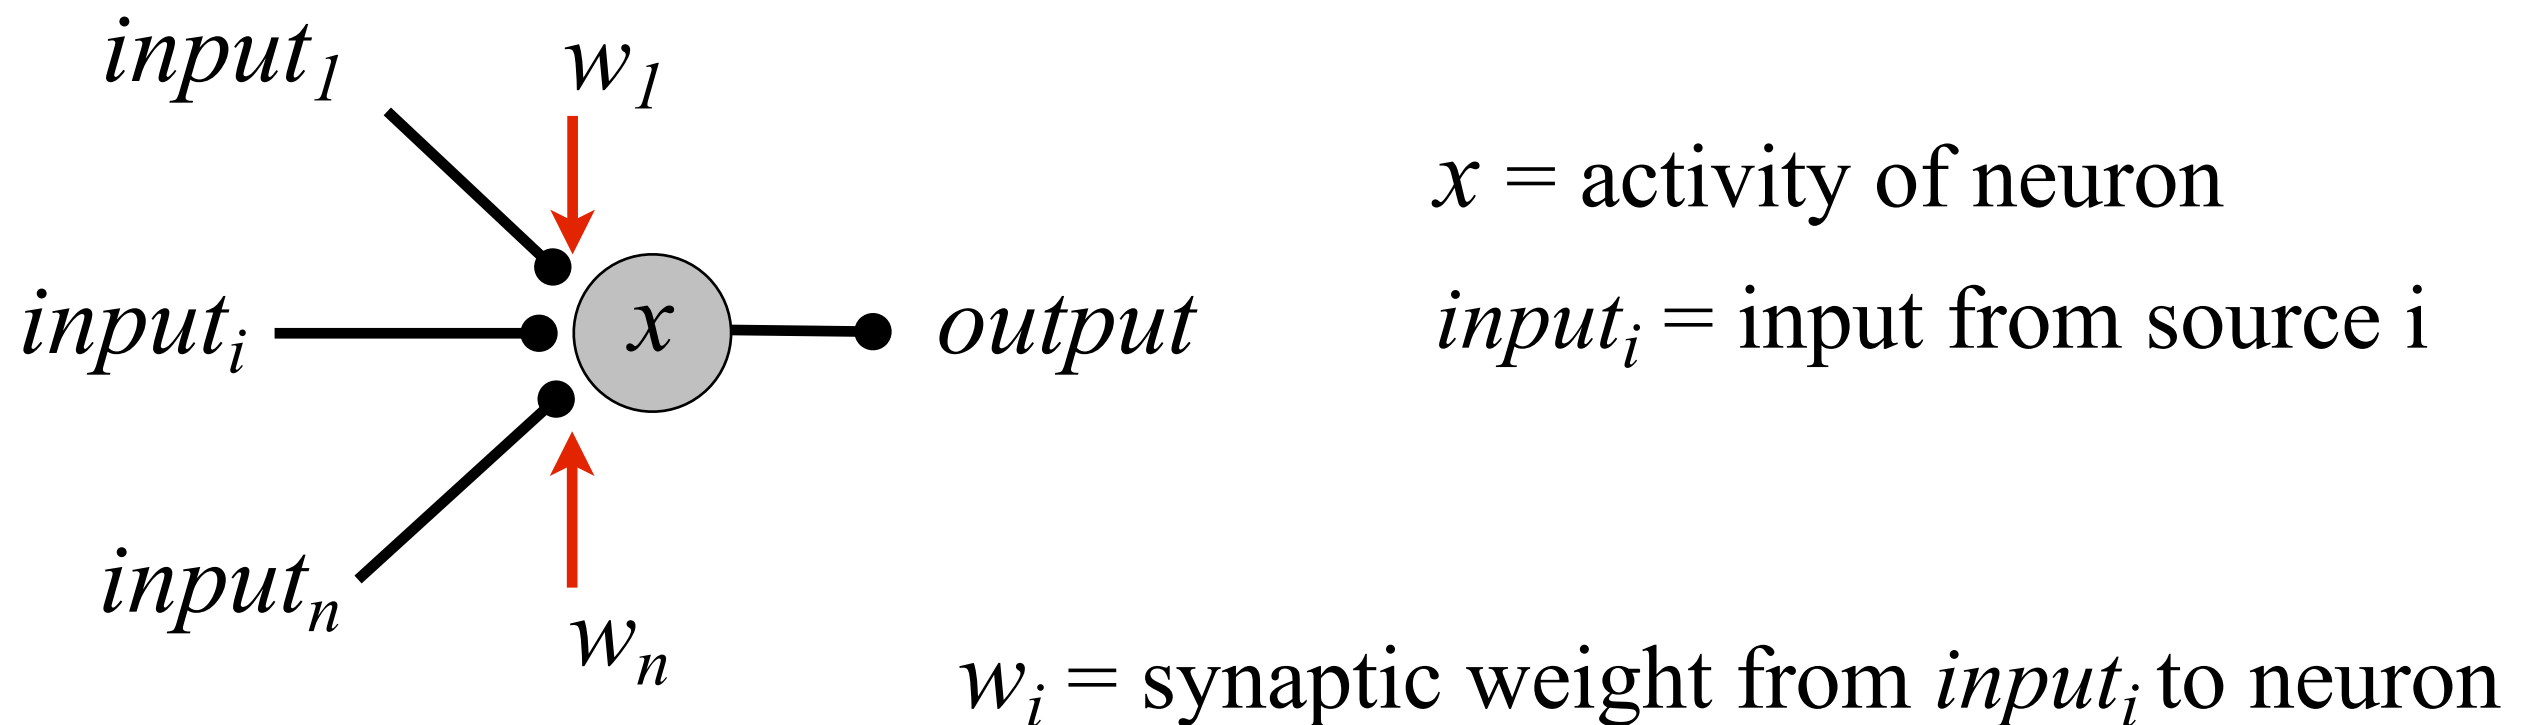 input₁
w₁
x = activity of neuron
inputᵢ
x
output
inputᵢ = input from source i
inputₙ
wₙ
wᵢ = synaptic weight from inputᵢ to neuron